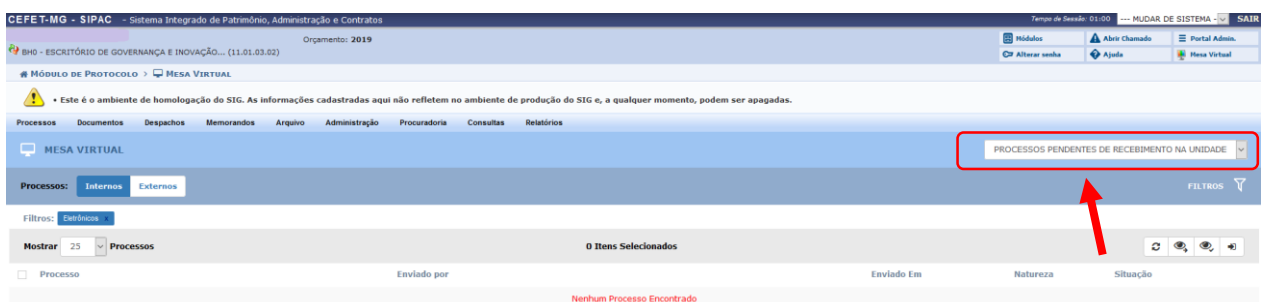 CEFET-MG - SIPAC - Sistema Integrado de Patrimônio, Administração e Contratos
Tempo de Sessão: 01:00 --- MUDAR DE SISTEMA --- SAIR
Orçamento: 2019
BH0 - ESCRITÓRIO DE GOVERNANÇA E INOVAÇÃO... (11.01.03.02)
Módulos Abrir Chamado Portal Admin.
Alterar senha Ajuda Mesa Virtual
MÓDULO DE PROTOCOLO > MESA VIRTUAL
• Este é o ambiente de homologação do SIG. As informações cadastradas aqui não refletem no ambiente de produção do SIG e, a qualquer momento, podem ser apagadas.
Processos Documentos Despachos Memorandos Arquivo Administração Procuradoria Consultas Relatórios
MESA VIRTUAL
PROCESSOS PENDENTES DE RECEBIMENTO NA UNIDADE
Processos: Internos Externos
FILTROS
Filtros: Eletrônicos x
Mostrar 25 Processos
0 Itens Selecionados
Processo Enviado por Enviado Em Natureza Situação
Nenhum Processo Encontrado